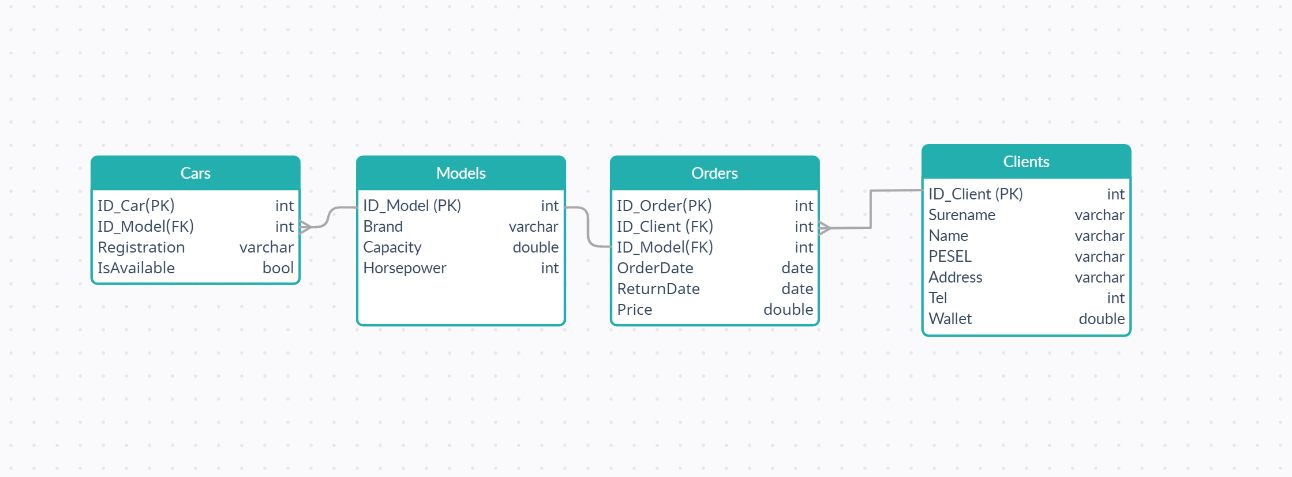 Cars
ID_Car(PK) int
ID_Model(FK) int
Registration varchar
IsAvailable bool
Models
ID_Model (PK) int
Brand varchar
Capacity double
Horsepower int
Orders
ID_Order(PK) int
ID_Client (FK) int
ID_Model(FK) int
OrderDate date
ReturnDate date
Price double
Clients
ID_Client (PK) int
Surename varchar
Name varchar
PESEL varchar
Address varchar
Tel int
Wallet double